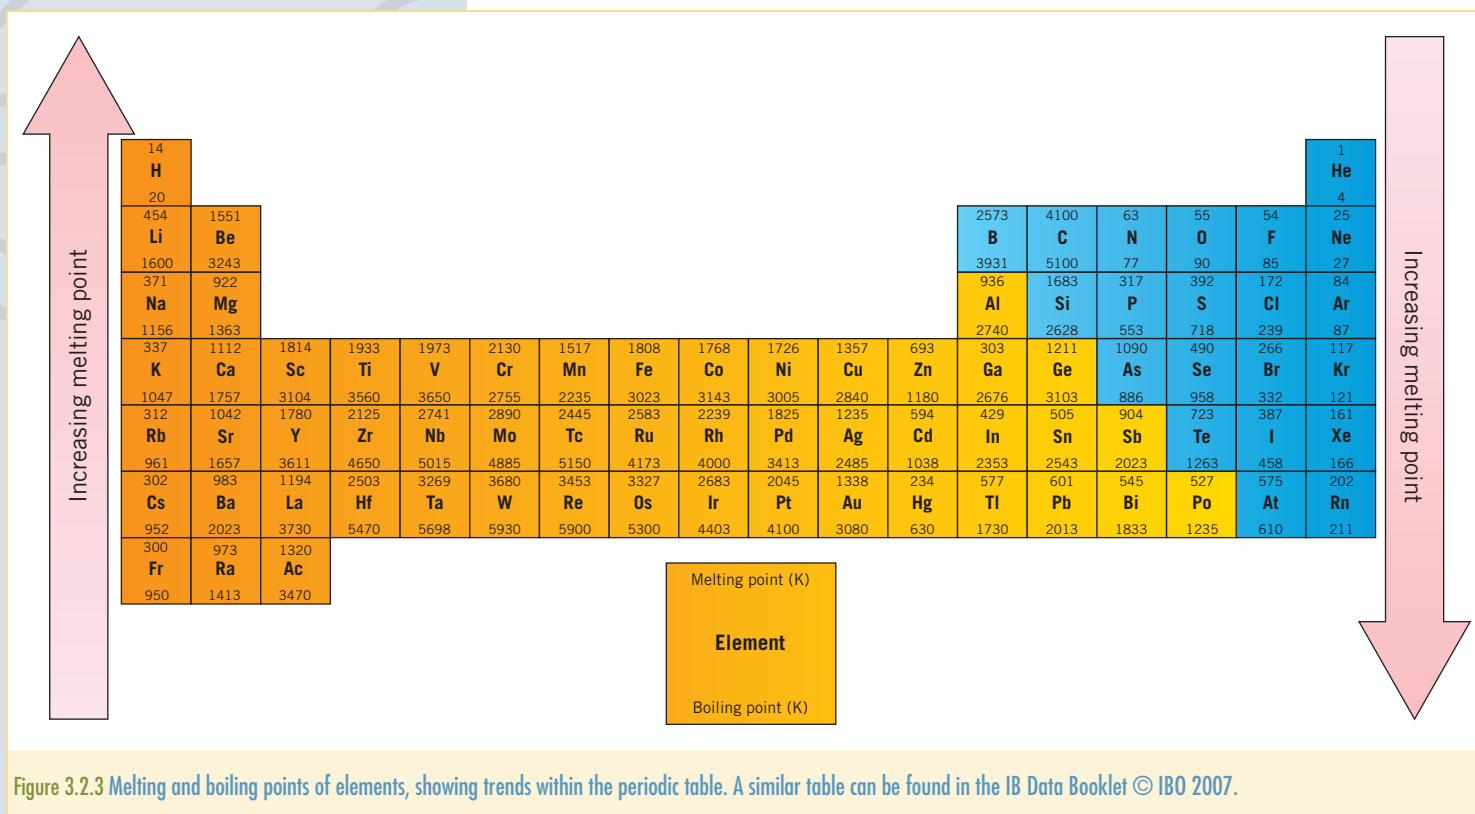 Increasing melting point
14 1
H He
20 4
454 1551 2573 4100 63 55 54 25
Li Be B C N O F Ne
1600 3243 3931 5100 77 90 85 27
371 922 936 1683 317 392 172 84
Na Mg Al Si P S Cl Ar
1156 1363 2740 2628 553 718 239 87
337 1112 1814 1933 1973 2130 1517 1808 1768 1726 1357 693 303 1211 1090 490 266 117
K Ca Sc Ti V Cr Mn Fe Co Ni Cu Zn Ga Ge As Se Br Kr
1047 1757 3104 3560 3650 2755 2235 3023 3143 3005 2840 1180 2676 3103 886 958 332 121
312 1042 1780 2125 2741 2890 2445 2583 2239 1825 1235 594 429 505 904 723 387 161
Rb Sr Y Zr Nb Mo Tc Ru Rh Pd Ag Cd In Sn Sb Te I Xe
961 1657 3611 4650 5015 4885 5150 4173 4000 3413 2485 1038 2353 2543 2023 1263 458 166
302 983 1194 2503 3269 3680 3453 3327 2683 2045 1338 234 577 601 545 527 575 202
Cs Ba La Hf Ta W Re Os Ir Pt Au Hg Tl Pb Bi Po At Rn
952 2023 3730 5470 5698 5930 5900 5300 4403 4100 3080 630 1730 2013 1833 1235 610 211
300 973 1320
Fr Ra Ac
950 1413 3470
Melting point (K)
Element
Boiling point (K)
Increasing melting point
Figure 3.2.3 Melting and boiling points of elements, showing trends within the periodic table. A similar table can be found in the IB Data Booklet © IBO 2007.